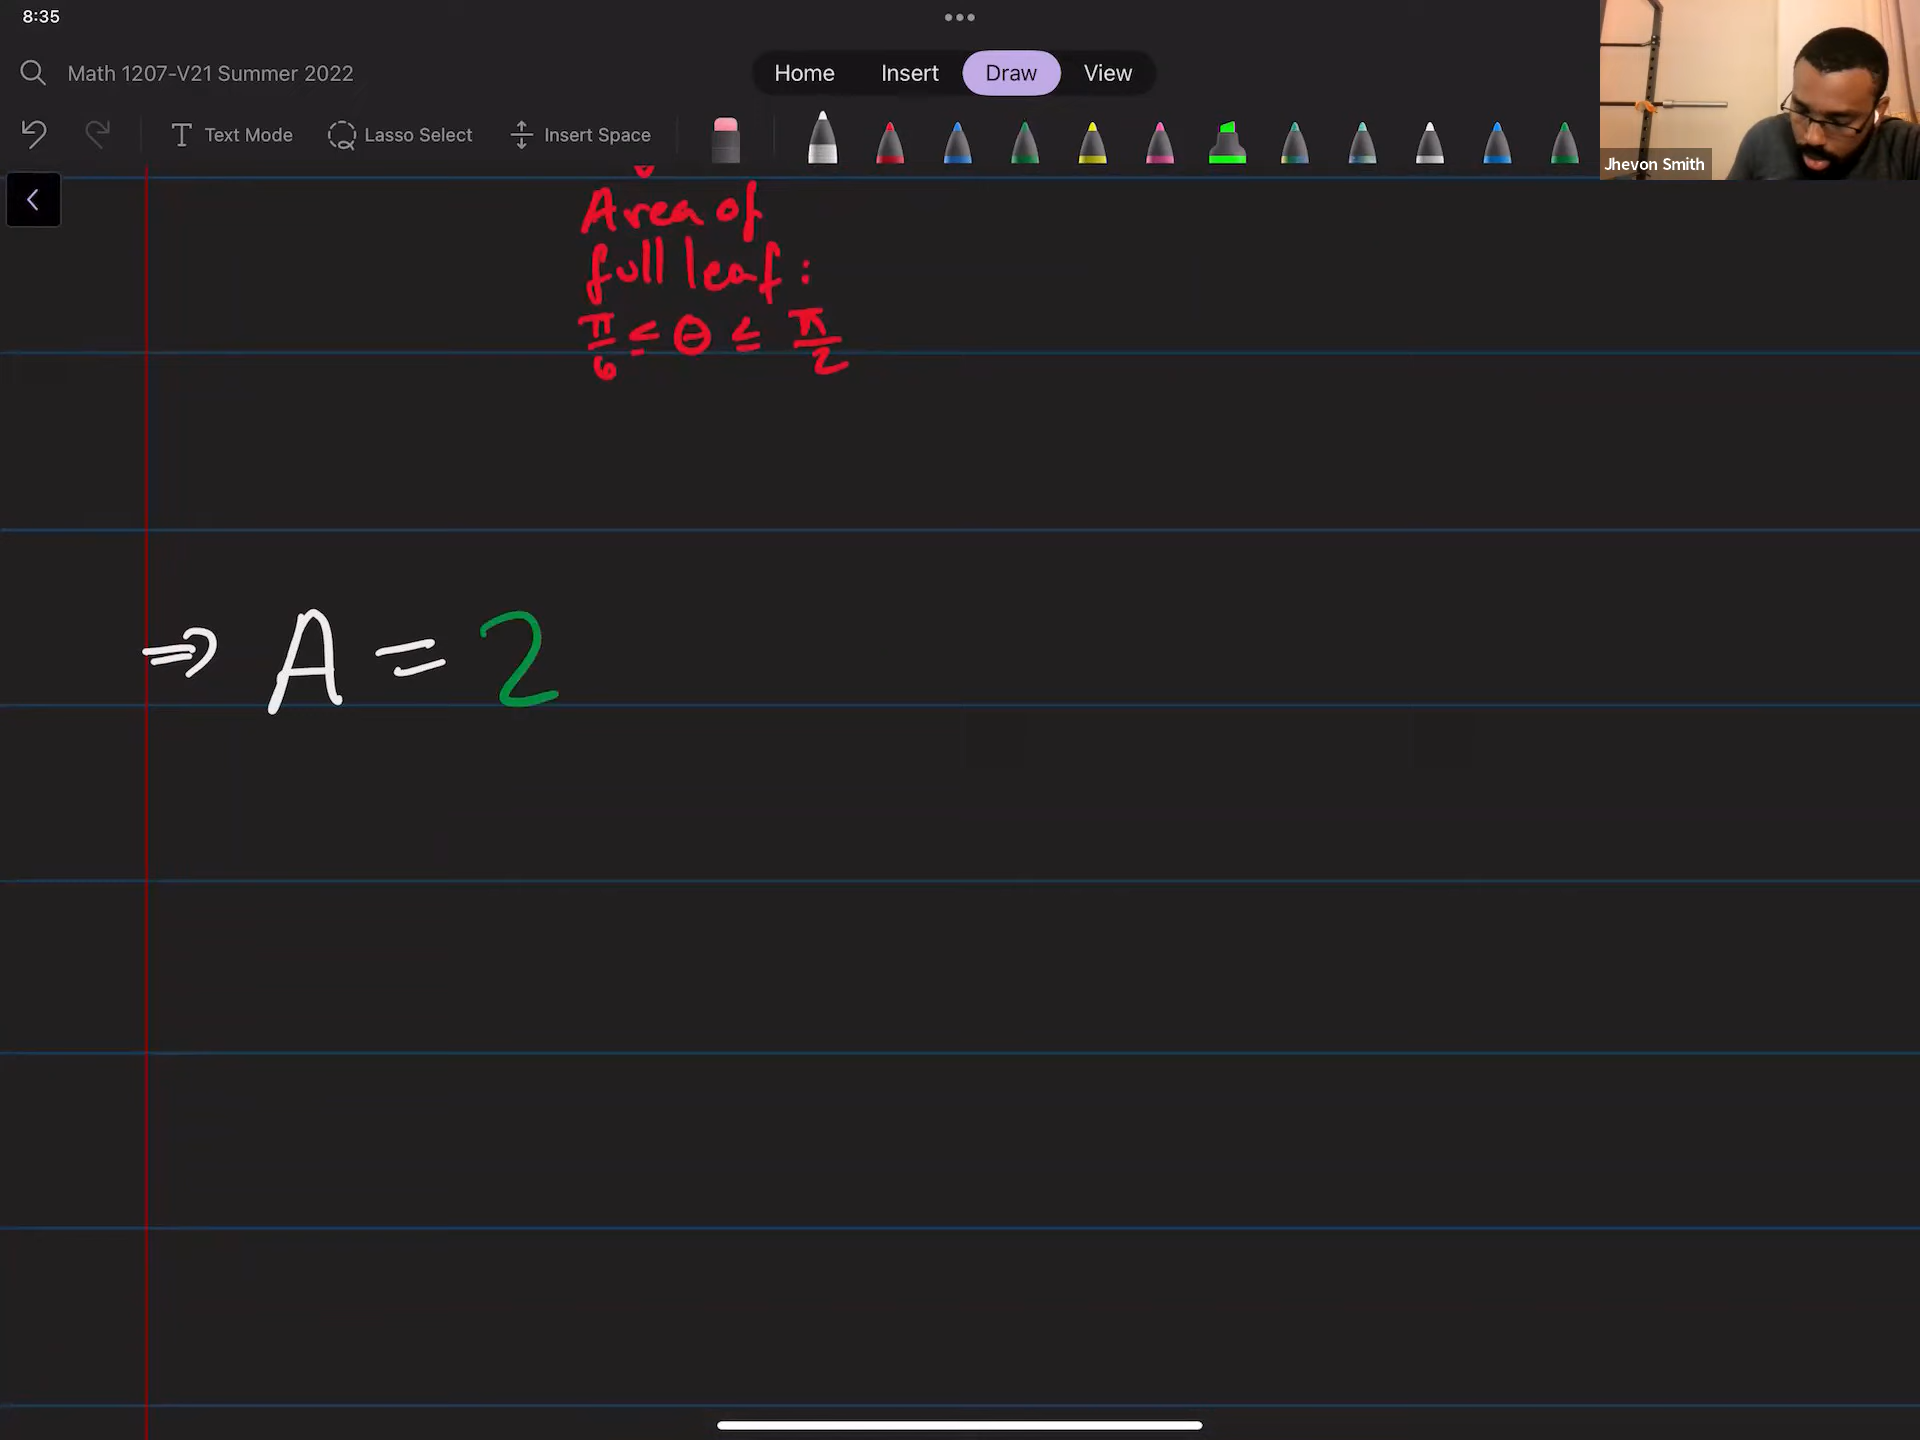 8:35
Math 1207-V21 Summer 2022
Home Insert Draw View
Text Mode Lasso Select Insert Space
Jhevon Smith
Area of
full leaf:
π/6 ≤ θ ≤ π/2
⇒ A = 2